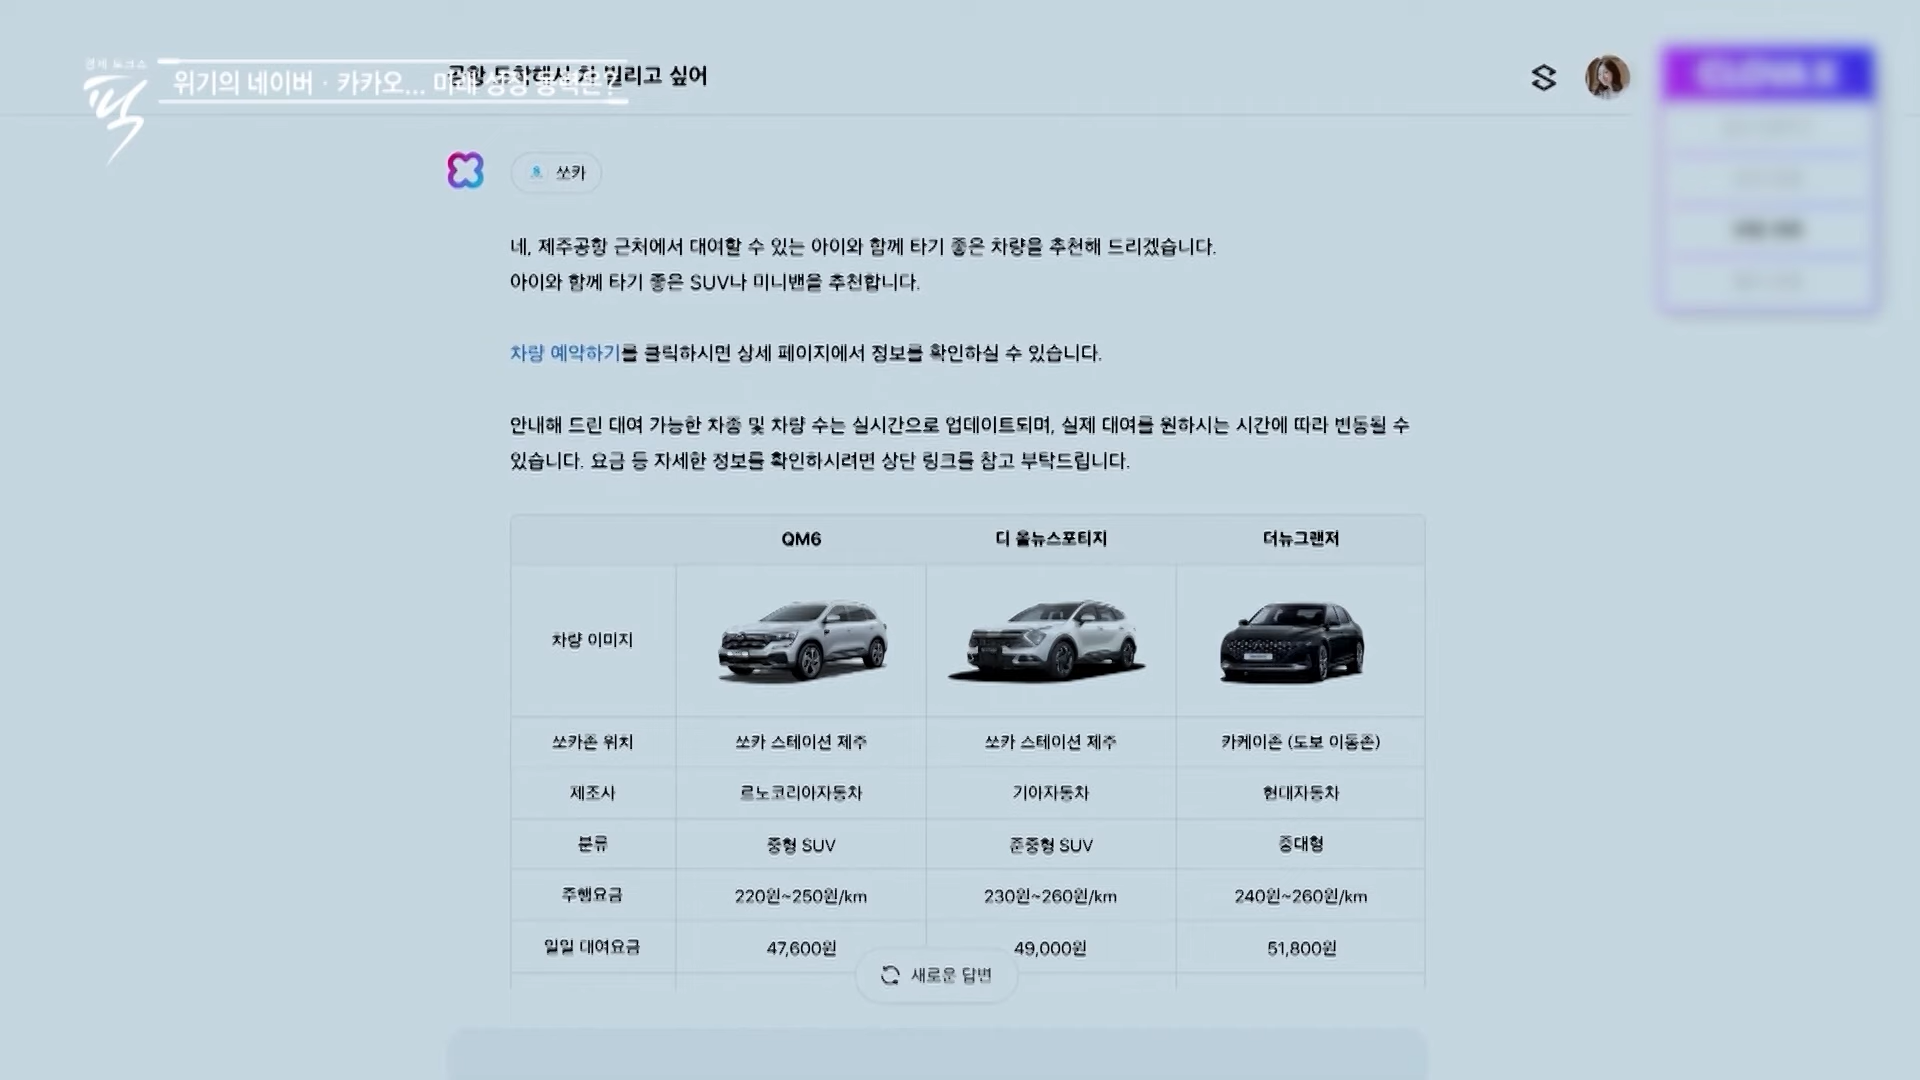 경제 토크쇼
픽
위기의 네이버·카카오... 미래 성장 동력은?
공항 도착해서 차 빌리고 싶어
쏘카
네, 제주공항 근처에서 대여할 수 있는 아이와 함께 타기 좋은 차량을 추천해 드리겠습니다.
아이와 함께 타기 좋은 SUV나 미니밴을 추천합니다.
차량 예약하기를 클릭하시면 상세 페이지에서 정보를 확인하실 수 있습니다.
안내해 드린 대여 가능한 차종 및 차량 수는 실시간으로 업데이트되며, 실제 대여를 원하시는 시간에 따라 변동될 수
있습니다. 요금 등 자세한 정보를 확인하시려면 상단 링크를 참고 부탁드립니다.
QM6 디 올뉴스포티지 더뉴그랜저
차량 이미지
쏘카존 위치 쏘카 스테이션 제주 쏘카 스테이션 제주 카케이존 (도보 이동존)
제조사 르노코리아자동차 기아자동차 현대자동차
분류 중형 SUV 준중형 SUV 중대형
주행요금 220원~250원/km 230원~260원/km 240원~260원/km
일일 대여요금 47,600원 49,000원 51,800원
새로운 답변